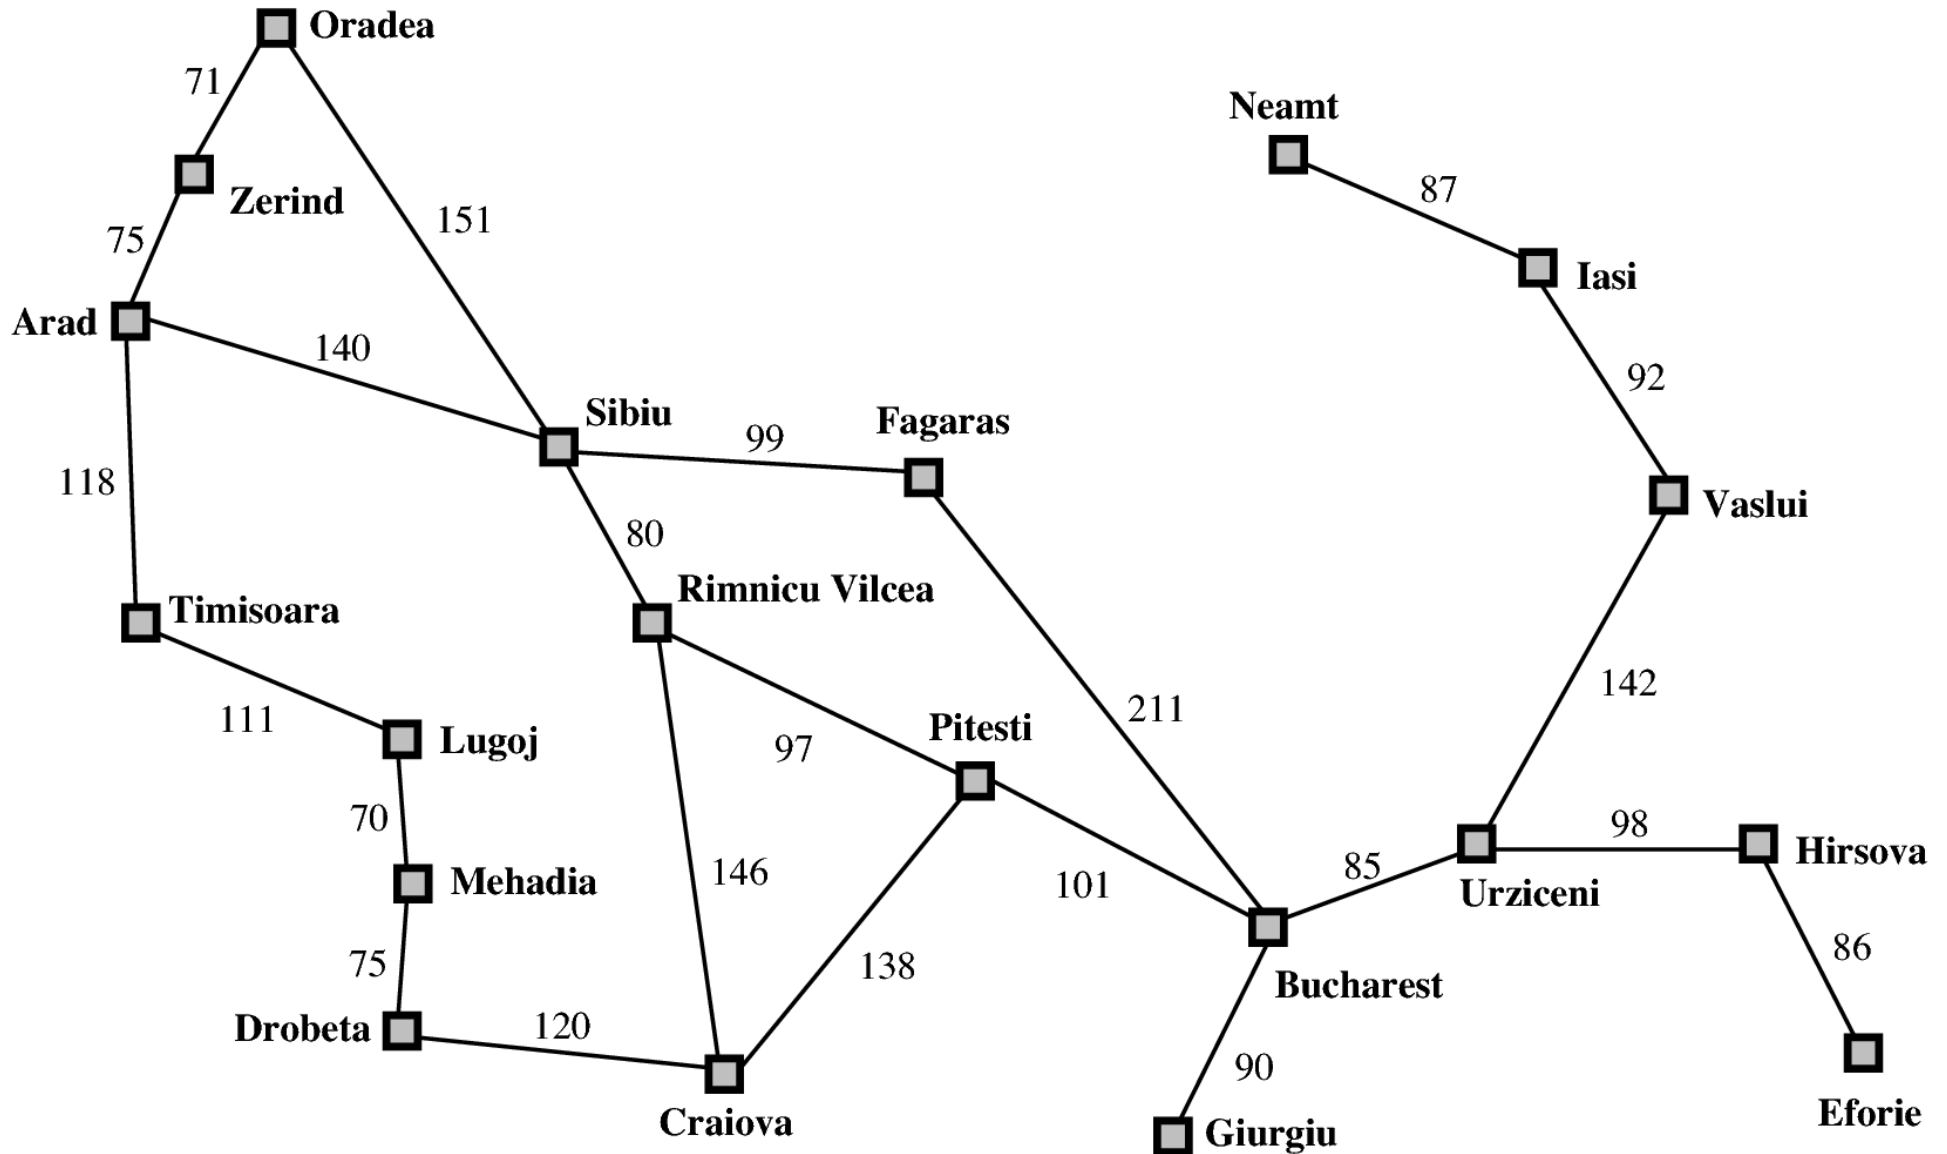 Oradea
71
Neamt
87
Zerind
151
75
Iasi
Arad
140
92
Sibiu
99
Fagaras
118
Vaslui
80
Rimnicu Vilcea
Timisoara
142
211
111
Lugoj
97
Pitesti
70
98
Hirsova
146
85
Mehadia
101
Urziceni
75
138
86
Bucharest
Drobeta
120
90
Craiova
Giurgiu
Eforie